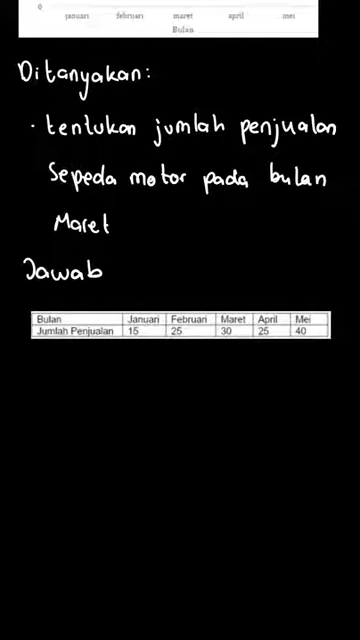 0
januari februari maret april mei
Bulan
Ditanyakan:
· tentukan jumlah penjualan
Sepeda motor pada bulan
Maret
Jawab
Bulan Januari Februari Maret April Mei
Jumlah Penjualan 15 25 30 25 40